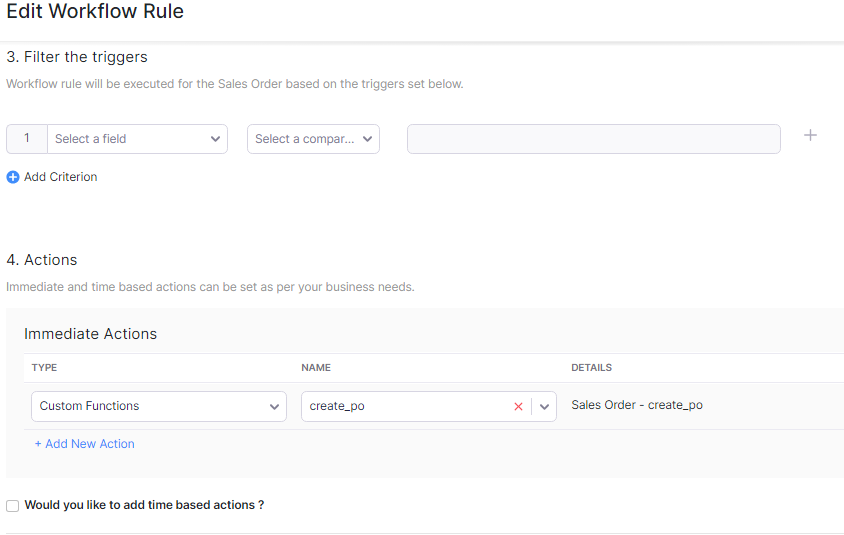 Edit Workflow Rule
3. Filter the triggers
Workflow rule will be executed for the Sales Order based on the triggers set below.
1 Select a field Select a compar...
Add Criterion
4. Actions
Immediate and time based actions can be set as per your business needs.
Immediate Actions
TYPE NAME DETAILS
Custom Functions create_po Sales Order - create_po
+ Add New Action
Would you like to add time based actions ?